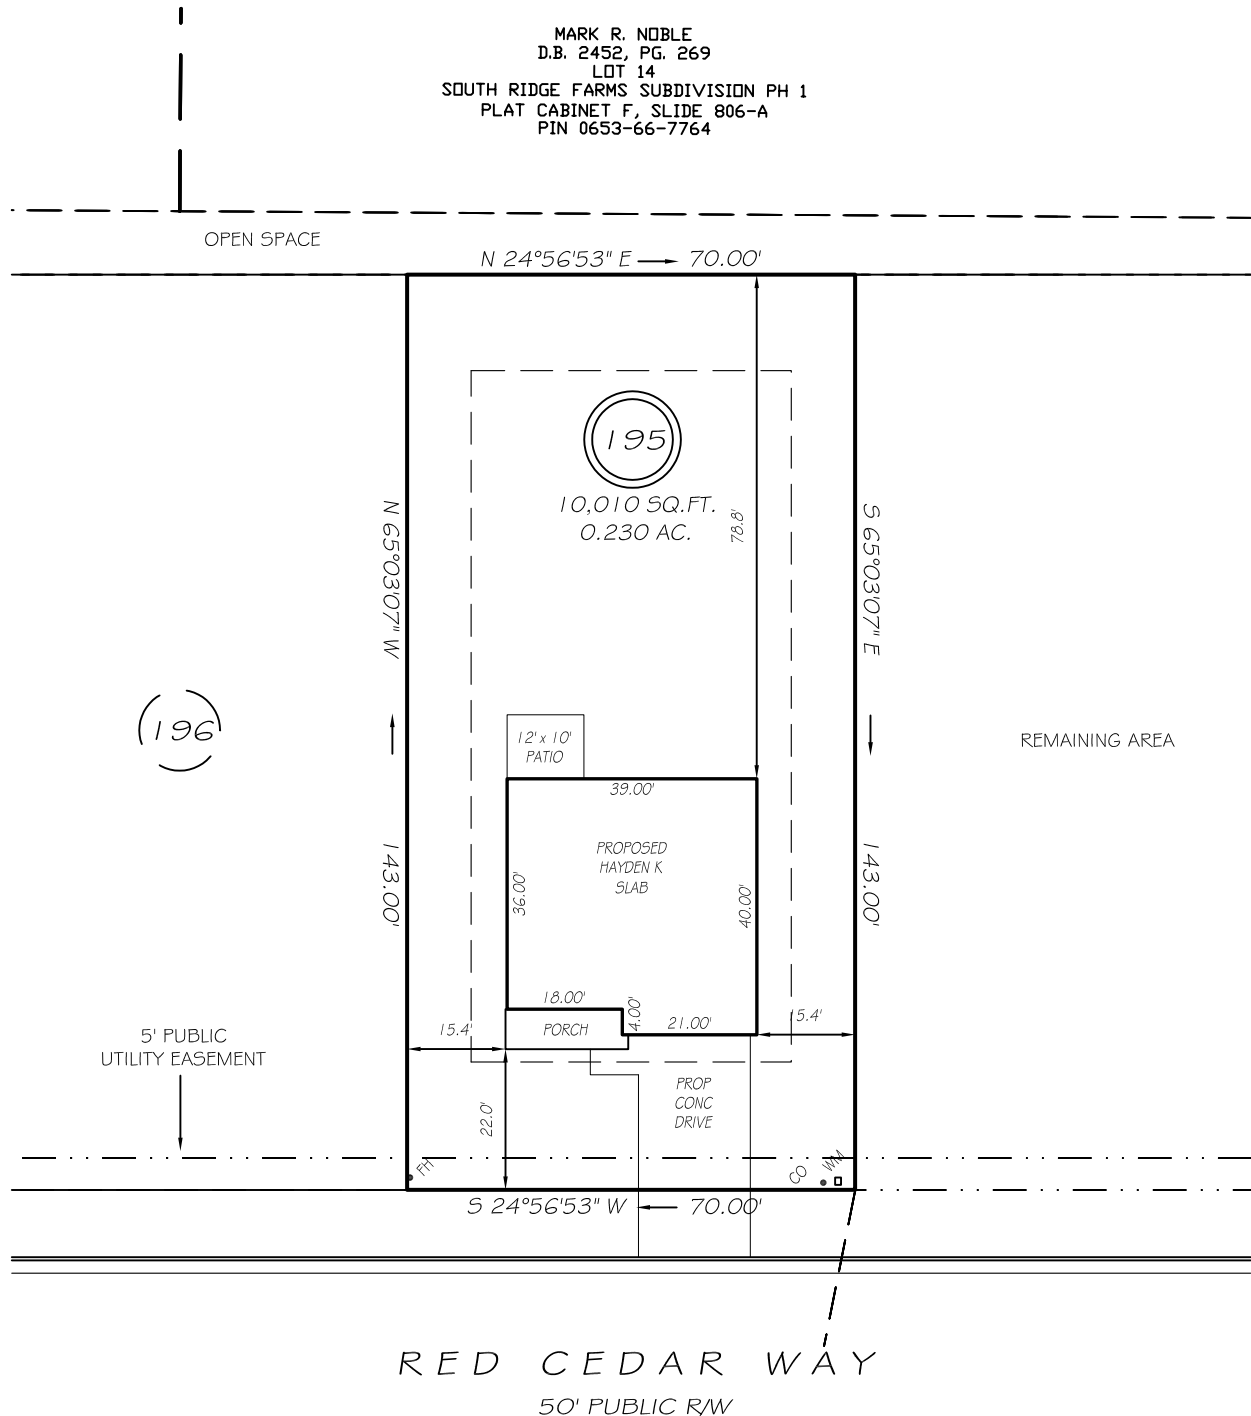 MARK R. NOBLE
D.B. 2452, PG. 269
LOT 14
SOUTH RIDGE FARMS SUBDIVISION PH 1
PLAT CABINET F, SLIDE 806-A
PIN 0653-66-7764
OPEN SPACE
N 24°56'53" E 70.00'
195
10,010 SQ.FT.
0.230 AC.
78.8'
N 65°03'07" W
143.00'
S 65°03'07" E
143.00'
196
REMAINING AREA
12' x 10'
PATIO
39.00'
PROPOSED
HAYDEN K
SLAB
36.00'
40.00'
18.00'
4.00'
21.00'
PORCH
15.4'
15.4'
5' PUBLIC
UTILITY EASEMENT
22.0'
PROP
CONC
DRIVE
FH
CO
WM
S 24°56'53" W 70.00'
RED CEDAR WAY
50' PUBLIC R/W